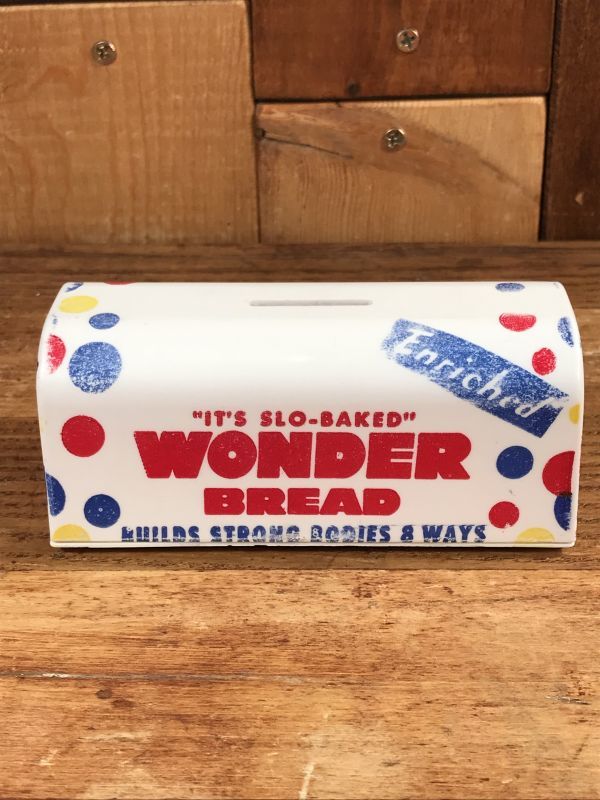 Enriched
"IT'S SLO-BAKED"
WONDER
BREAD
BUILDS STRONG BODIES 8 WAYS